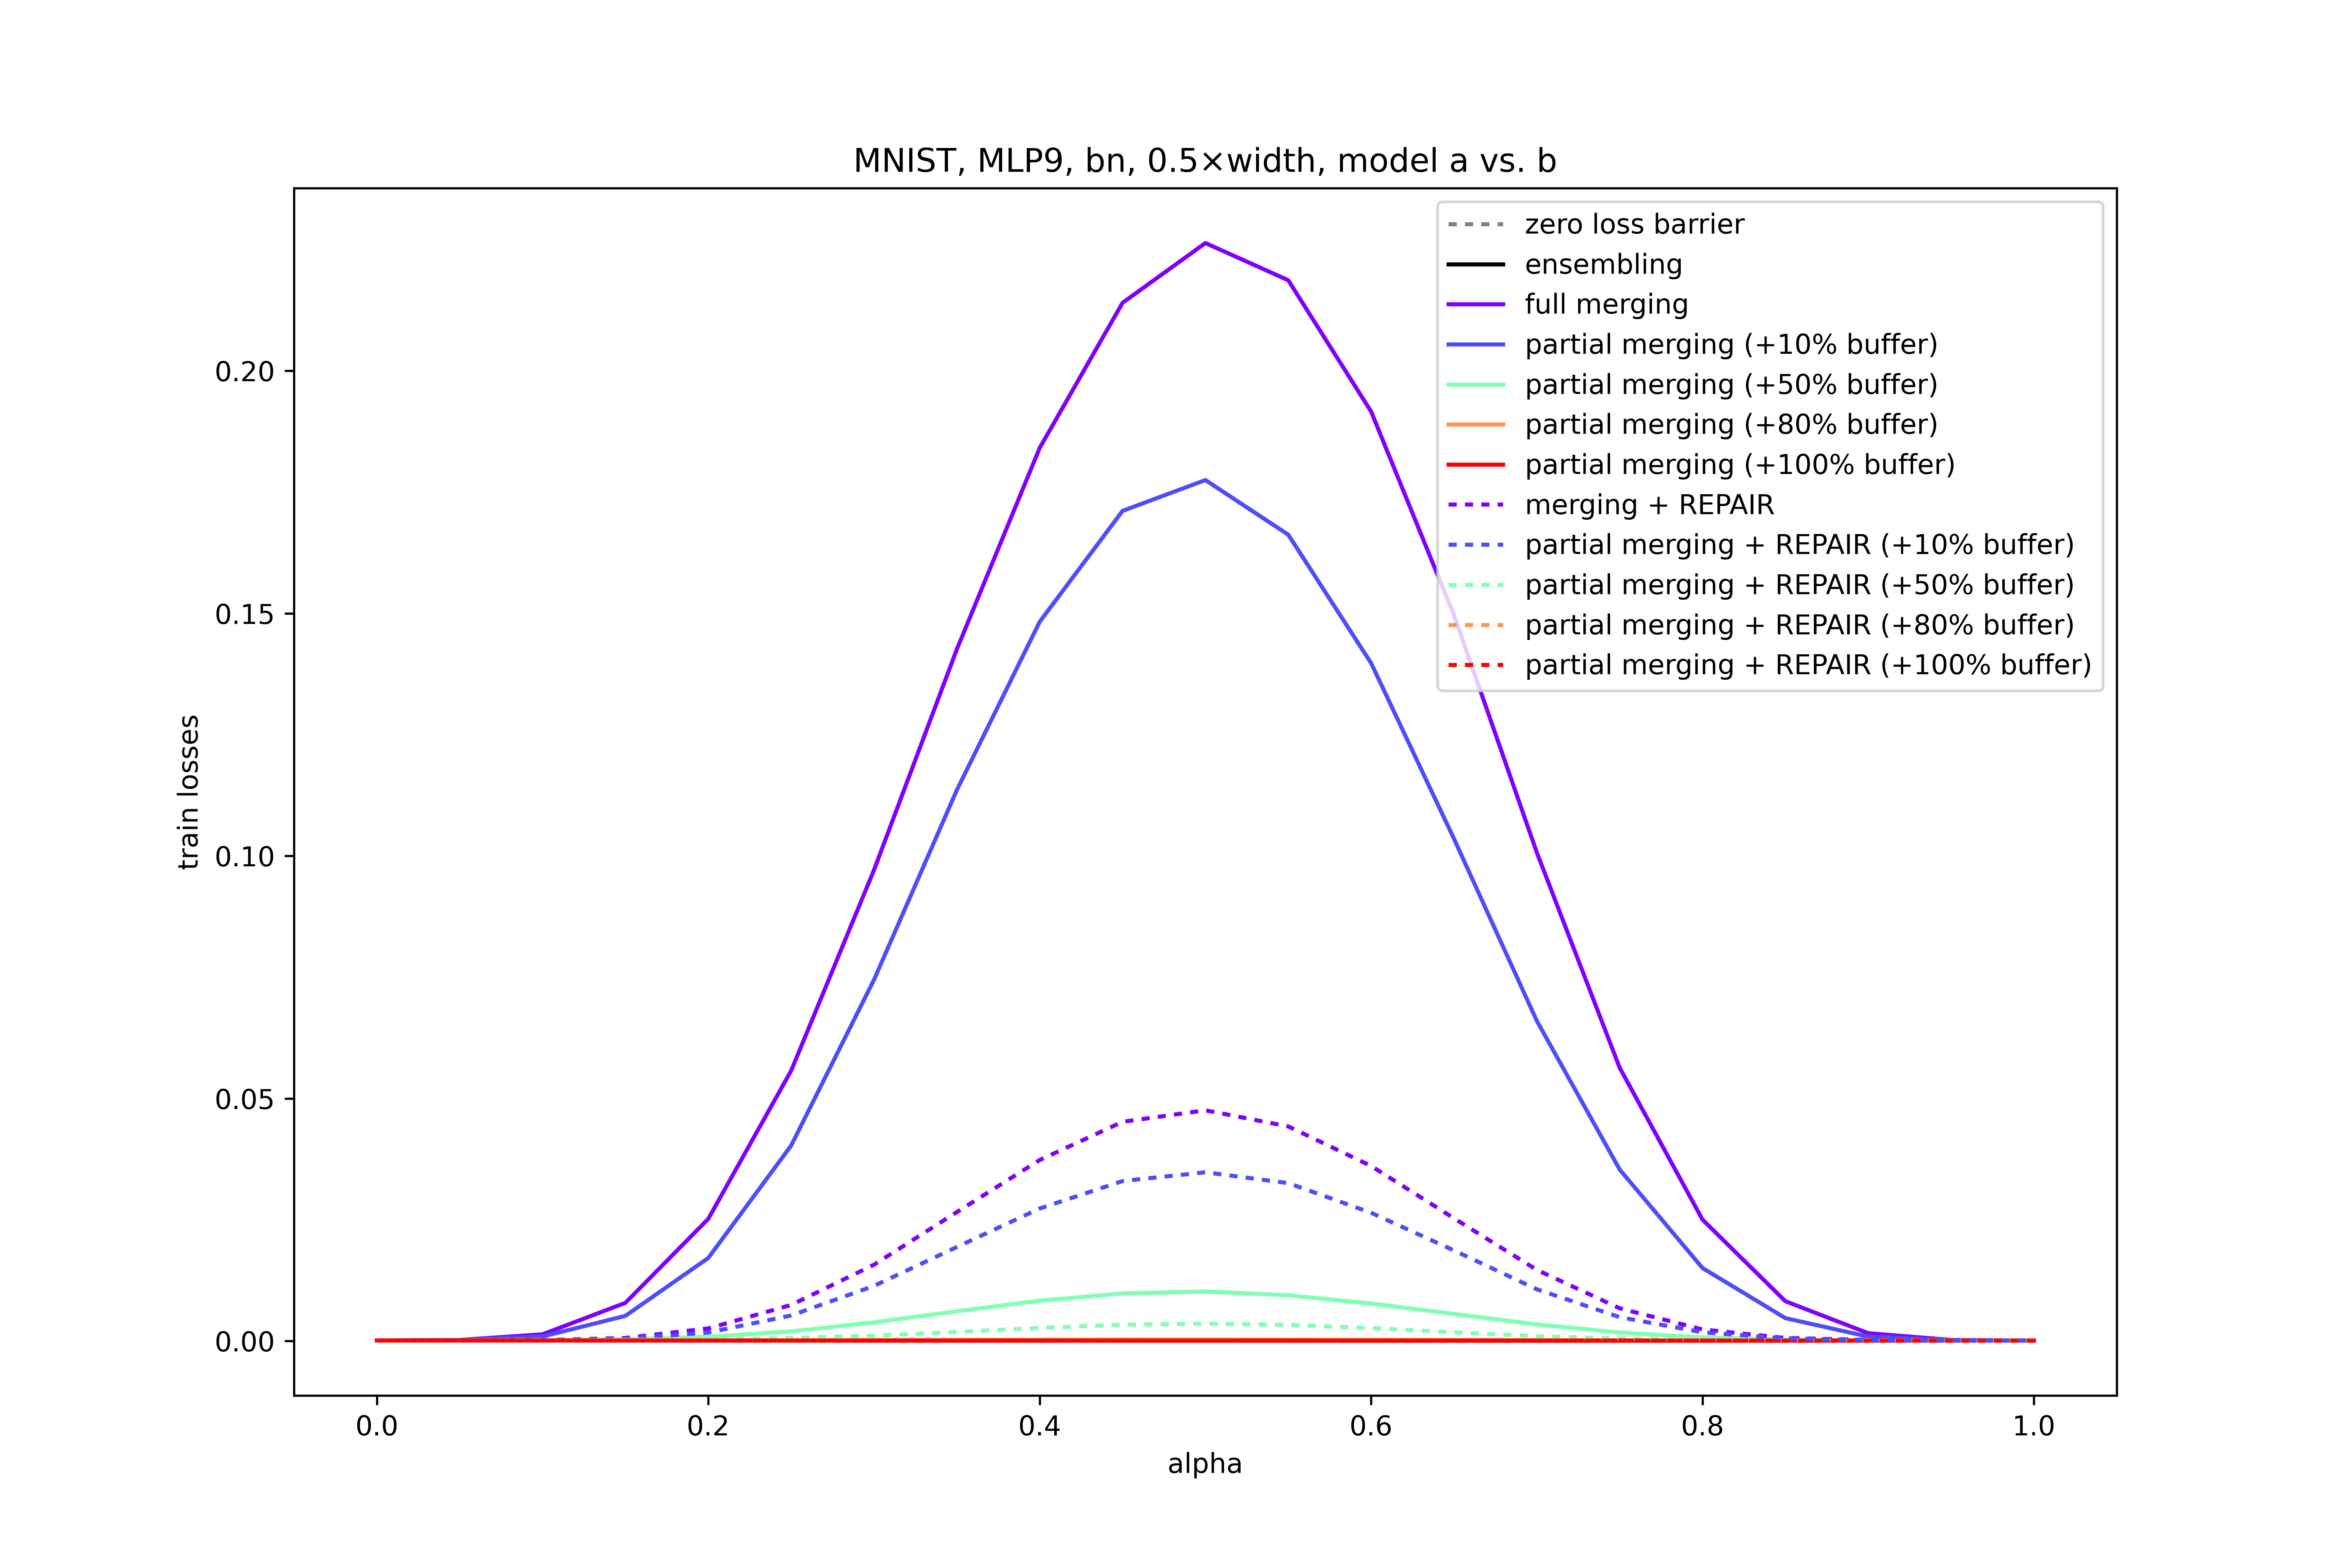 MNIST, MLP9, bn, 0.5×width, model a vs. b
zero loss barrier
ensembling
full merging
partial merging (+10% buffer)
partial merging (+50% buffer)
partial merging (+80% buffer)
partial merging (+100% buffer)
merging + REPAIR
partial merging + REPAIR (+10% buffer)
partial merging + REPAIR (+50% buffer)
partial merging + REPAIR (+80% buffer)
partial merging + REPAIR (+100% buffer)
train losses
0.20
0.15
0.10
0.05
0.00
0.0 0.2 0.4 0.6 0.8 1.0
alpha